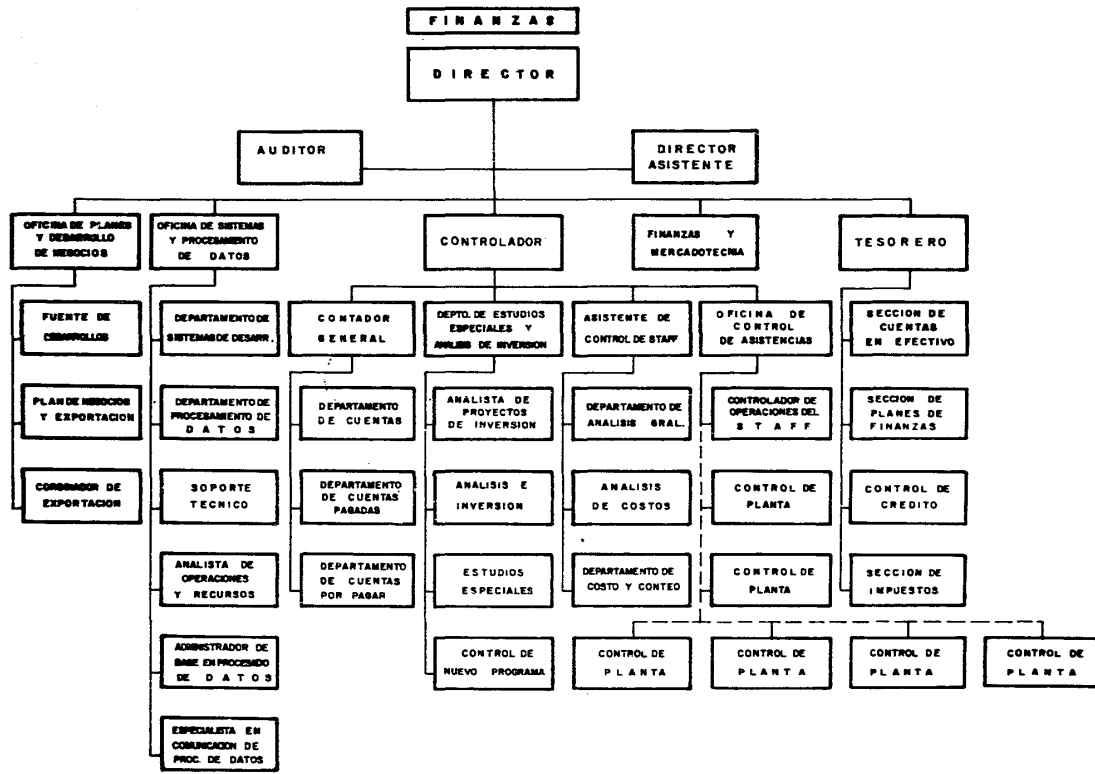 FINANZAS
DIRECTOR
AUDITOR
DIRECTOR
ASISTENTE
OFICINA DE PLANES
Y DESARROLLO
DE NEGOCIOS
OFICINA DE SISTEMAS
Y PROCESAMIENTO
DE DATOS
CONTROLADOR
FINANZAS Y
MERCADOTECNIA
TESORERO
FUENTE DE
DESARROLLOS
DEPARTAMENTO DE
SISTEMAS DE DESARR.
CONTADOR
GENERAL
DEPTO. DE ESTUDIOS
ESPECIALES Y
ANALISIS DE INVERSION
ASISTENTE DE
CONTROL DE STAFF
OFICINA DE
CONTROL
DE ASISTENCIAS
SECCION DE
CUENTAS
EN EFECTIVO
PLAN DE NEGOCIOS
Y EXPORTACION
DEPARTAMENTO DE
PROCESAMIENTO DE
DATOS
DEPARTAMENTO
DE CUENTAS
ANALISTA DE
PROYECTOS
DE INVERSION
DEPARTAMENTO DE
ANALISIS GRAL.
CONTROLADOR DE
OPERACIONES DEL
STAFF
SECCION DE
PLANES DE
FINANZAS
CORDINADOR DE
EXPORTACION
SOPORTE
TECNICO
DEPARTAMENTO
DE CUENTAS
PAGADAS
ANALISIS E
INVERSION
ANALISIS
DE COSTOS
CONTROL DE
PLANTA
CONTROL DE
CREDITO
ANALISTA DE
OPERACIONES
Y RECURSOS
DEPARTAMENTO
DE CUENTAS
POR PAGAR
ESTUDIOS
ESPECIALES
DEPARTAMENTO DE
COSTO Y CONTEO
CONTROL DE
PLANTA
SECCION DE
IMPUESTOS
ADMINISTRADOR DE
BASE EN PROCESADO
DE DATOS
CONTROL DE
NUEVO PROGRAMA
CONTROL DE
PLANTA
CONTROL DE
PLANTA
CONTROL DE
PLANTA
CONTROL DE
PLANTA
ESPECIALISTA EN
COMUNICACION DE
PROC. DE DATOS